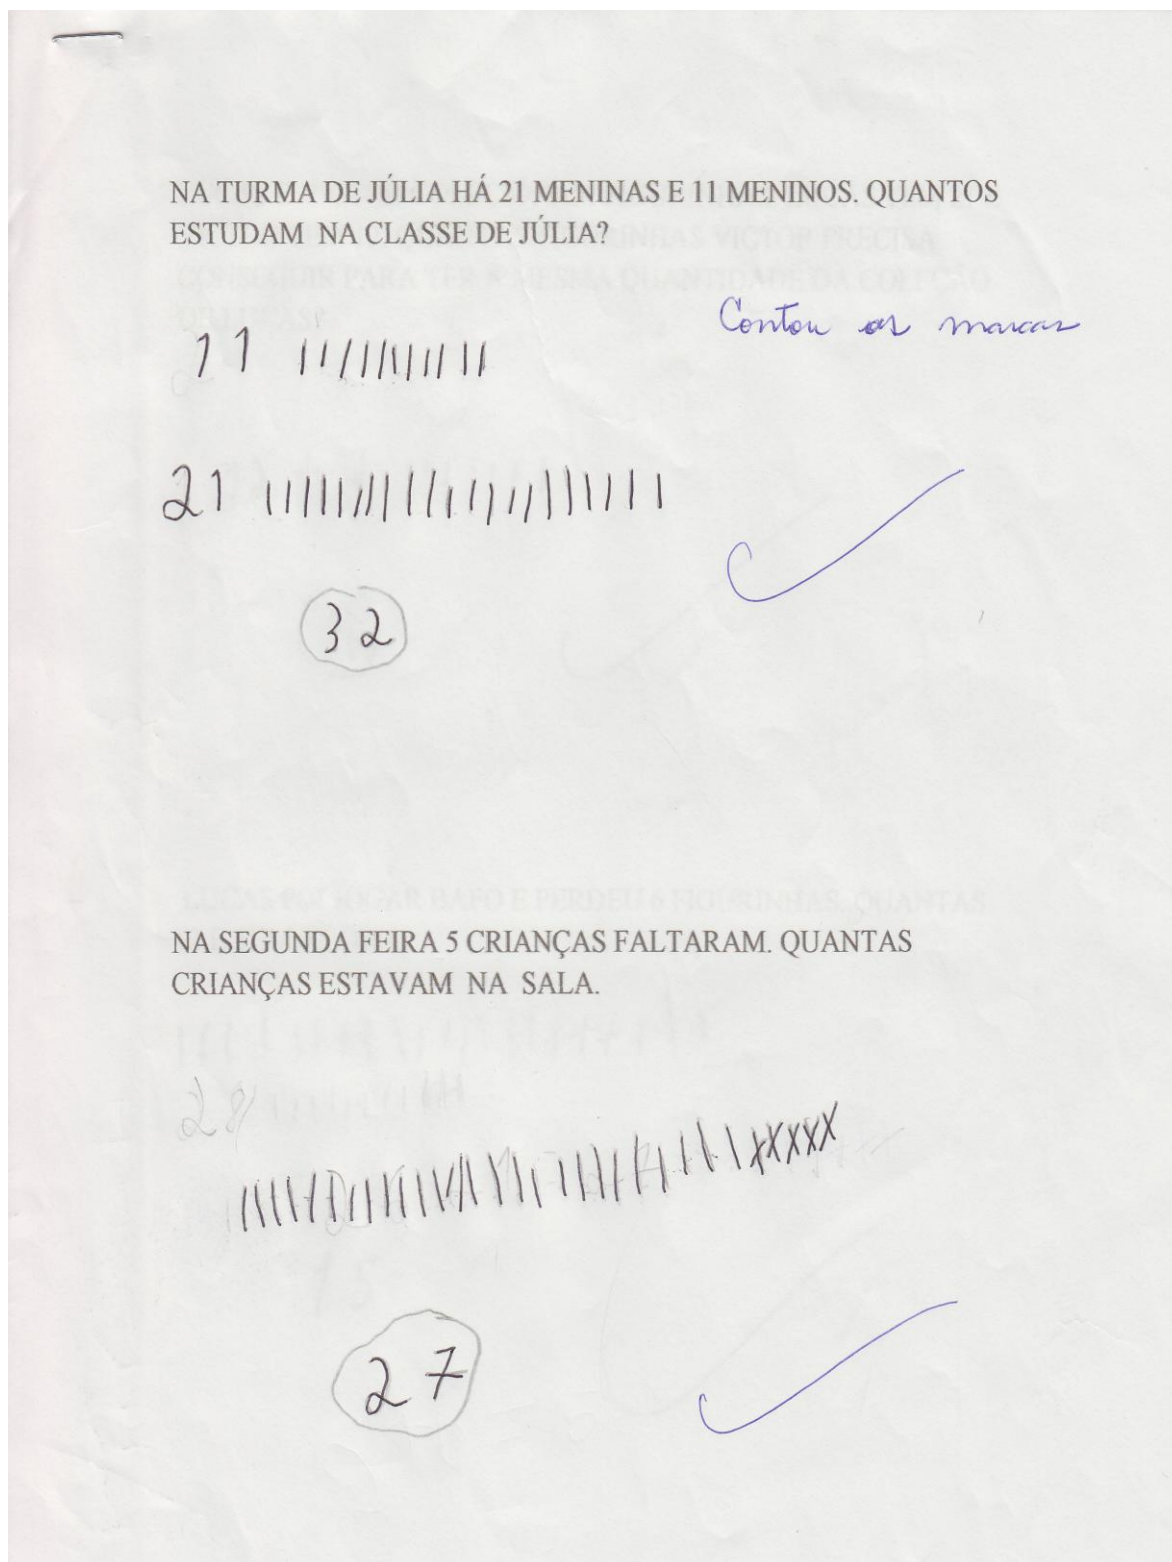 NA TURMA DE JÚLIA HÁ 21 MENINAS E 11 MENINOS. QUANTOS
ESTUDAM NA CLASSE DE JÚLIA?
Contou as marcas
11
21
32
NA SEGUNDA FEIRA 5 CRIANÇAS FALTARAM. QUANTAS
CRIANÇAS ESTAVAM NA SALA.
27